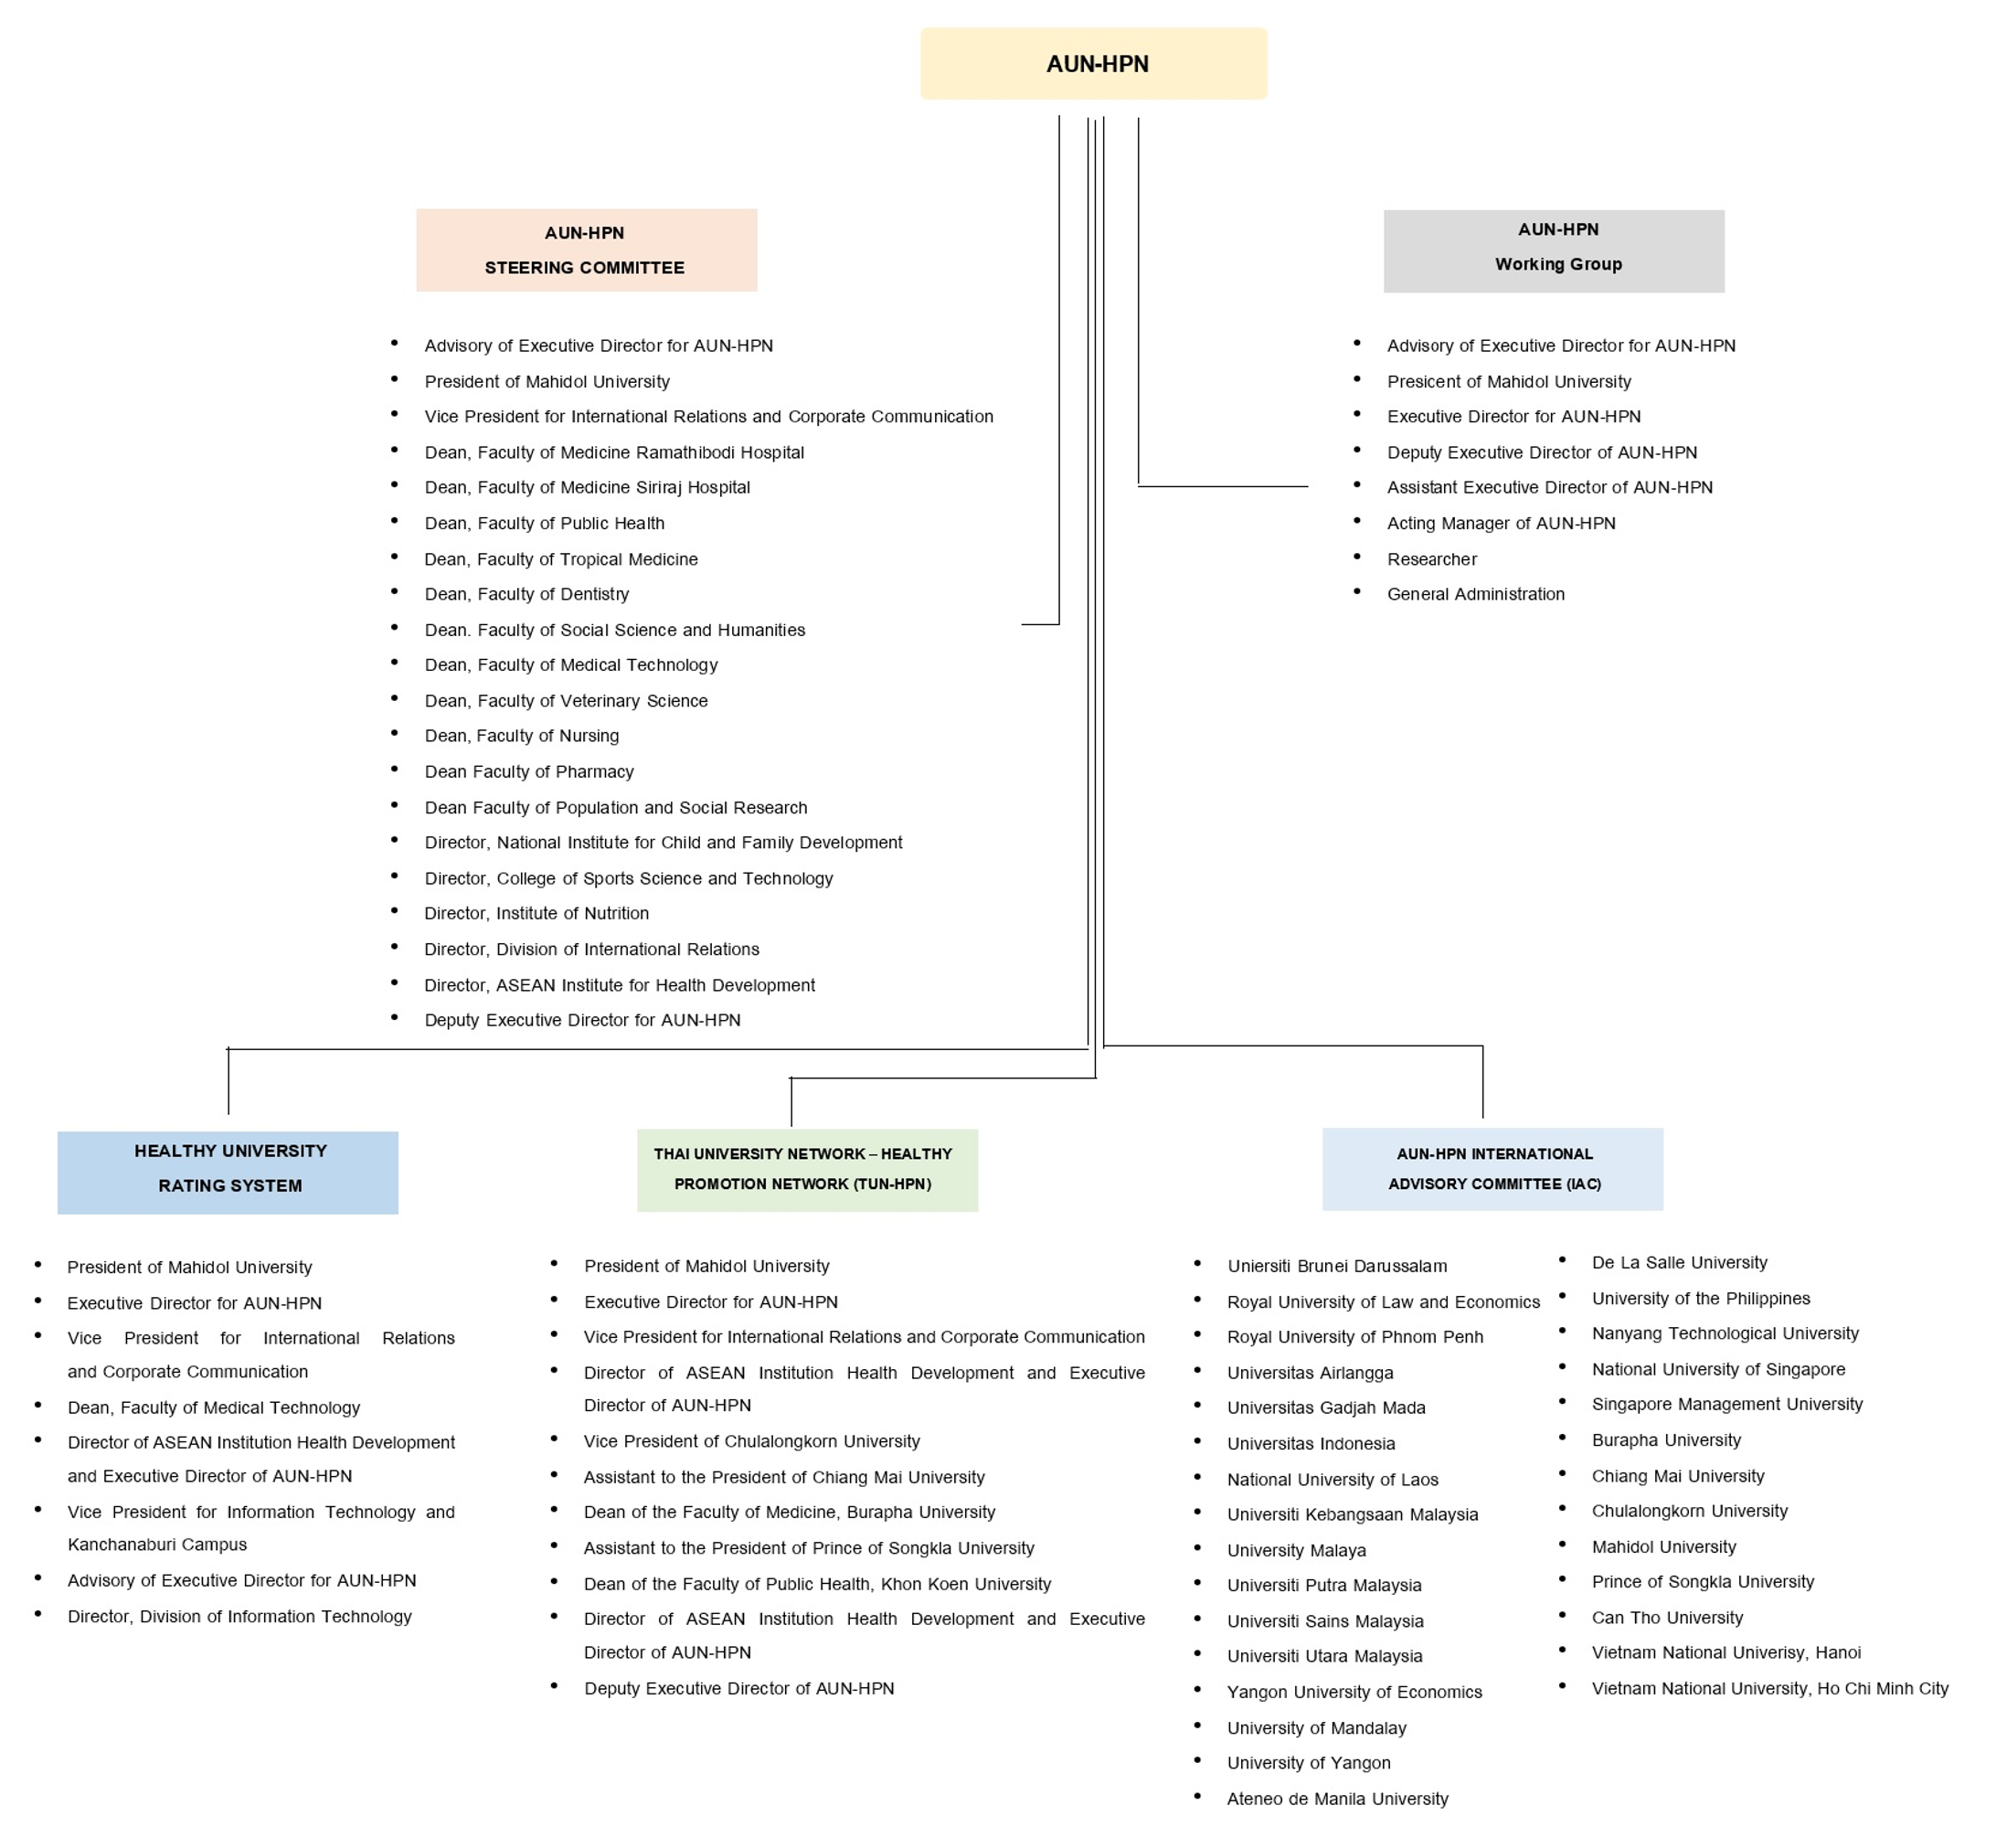 AUN-HPN
AUN-HPN
STEERING COMMITTEE
• Advisory of Executive Director for AUN-HPN
• President of Mahidol University
• Vice President for International Relations and Corporate Communication
• Dean, Faculty of Medicine Ramathibodi Hospital
• Dean, Faculty of Medicine Siriraj Hospital
• Dean, Faculty of Public Health
• Dean, Faculty of Tropical Medicine
• Dean, Faculty of Dentistry
• Dean. Faculty of Social Science and Humanities
• Dean, Faculty of Medical Technology
• Dean, Faculty of Veterinary Science
• Dean, Faculty of Nursing
• Dean Faculty of Pharmacy
• Dean Faculty of Population and Social Research
• Director, National Institute for Child and Family Development
• Director, College of Sports Science and Technology
• Director, Institute of Nutrition
• Director, Division of International Relations
• Director, ASEAN Institute for Health Development
• Deputy Executive Director for AUN-HPN
AUN-HPN
Working Group
• Advisory of Executive Director for AUN-HPN
• Presicent of Mahidol University
• Executive Director for AUN-HPN
• Deputy Executive Director of AUN-HPN
• Assistant Executive Director of AUN-HPN
• Acting Manager of AUN-HPN
• Researcher
• General Administration
HEALTHY UNIVERSITY
RATING SYSTEM
• President of Mahidol University
• Executive Director for AUN-HPN
• Vice President for International Relations
and Corporate Communication
• Dean, Faculty of Medical Technology
• Director of ASEAN Institution Health Development
and Executive Director of AUN-HPN
• Vice President for Information Technology and
Kanchanaburi Campus
• Advisory of Executive Director for AUN-HPN
• Director, Division of Information Technology
THAI UNIVERSITY NETWORK – HEALTHY
PROMOTION NETWORK (TUN-HPN)
• President of Mahidol University
• Executive Director for AUN-HPN
• Vice President for International Relations and Corporate Communication
• Director of ASEAN Institution Health Development and Executive
Director of AUN-HPN
• Vice President of Chulalongkorn University
• Assistant to the President of Chiang Mai University
• Dean of the Faculty of Medicine, Burapha University
• Assistant to the President of Prince of Songkla University
• Dean of the Faculty of Public Health, Khon Koen University
• Director of ASEAN Institution Health Development and Executive
Director of AUN-HPN
• Deputy Executive Director of AUN-HPN
AUN-HPN INTERNATIONAL
ADVISORY COMMITTEE (IAC)
• Uniersiti Brunei Darussalam
• Royal University of Law and Economics
• Royal University of Phnom Penh
• Universitas Airlangga
• Universitas Gadjah Mada
• Universitas Indonesia
• National University of Laos
• Universiti Kebangsaan Malaysia
• University Malaya
• Universiti Putra Malaysia
• Universiti Sains Malaysia
• Universiti Utara Malaysia
• Yangon University of Economics
• University of Mandalay
• University of Yangon
• Ateneo de Manila University
• De La Salle University
• University of the Philippines
• Nanyang Technological University
• National University of Singapore
• Singapore Management University
• Burapha University
• Chiang Mai University
• Chulalongkorn University
• Mahidol University
• Prince of Songkla University
• Can Tho University
• Vietnam National Univerisy, Hanoi
• Vietnam National University, Ho Chi Minh City